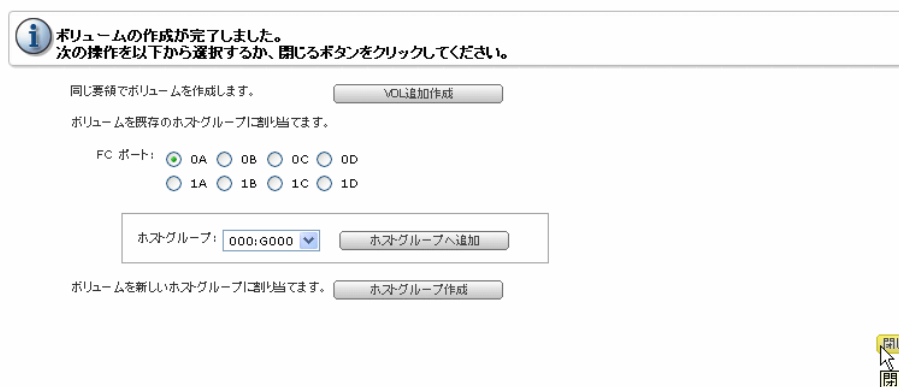 ボリュームの作成が完了しました。
次の操作を以下から選択するか、閉じるボタンをクリックしてください。
同じ要領でボリュームを作成します。 VOL追加作成
ボリュームを既存のホストグループに割り当てます。
FC ポート: 0A 0B 0C 0D
1A 1B 1C 1D
ホストグループ: 000:G000 ホストグループへ追加
ボリュームを新しいホストグループに割り当てます。 ホストグループ作成
閉じ
閉